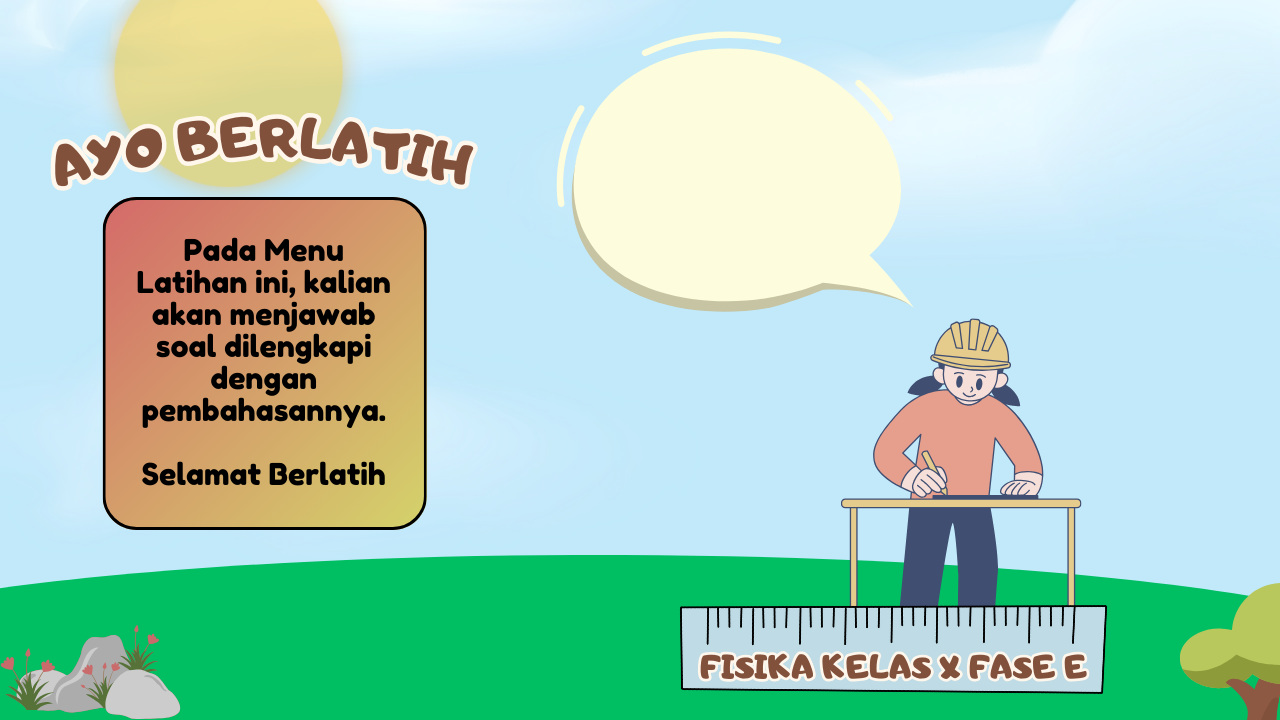 AYO BERLATIH
Pada Menu
Latihan ini, kalian
akan menjawab
soal dilengkapi
dengan
pembahasannya.
Selamat Berlatih
FISIKA KELAS X FASE E